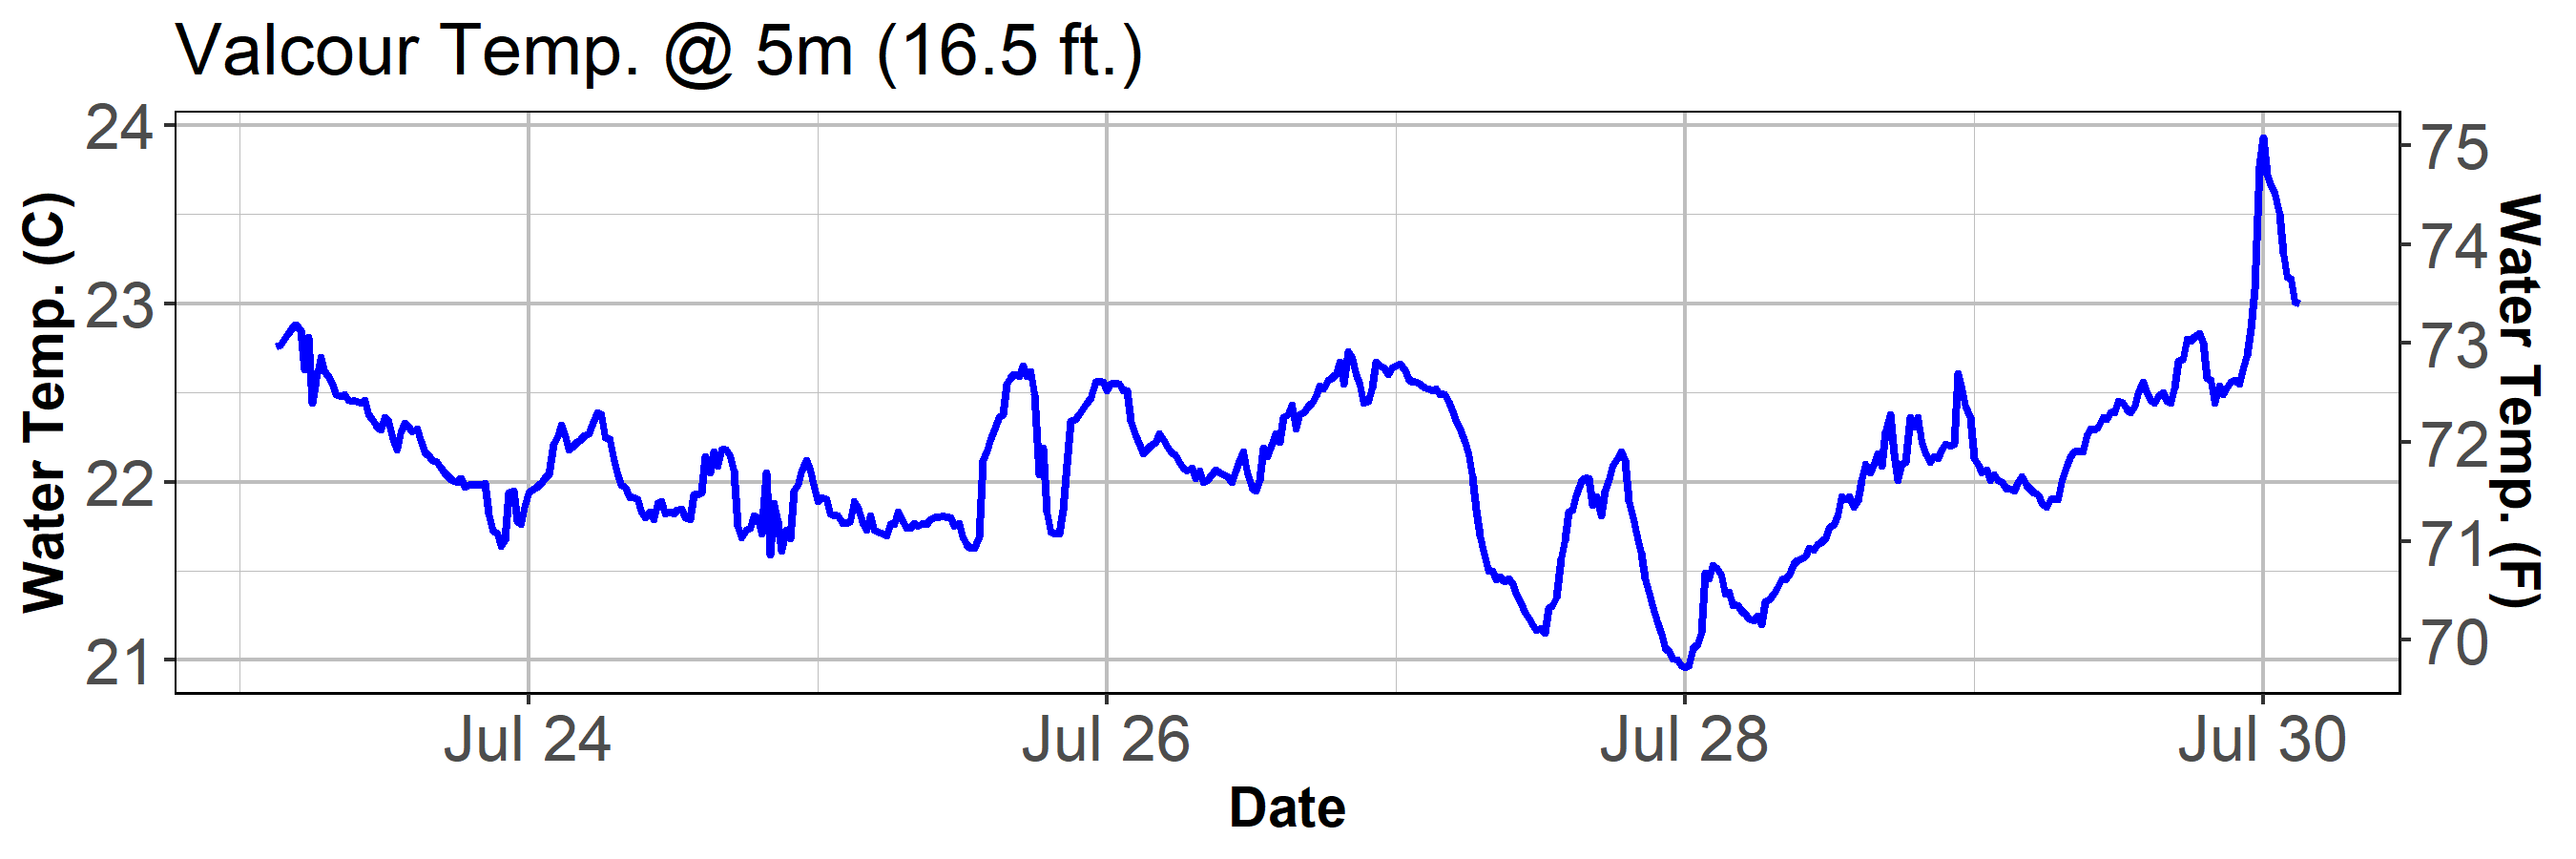 Valcour Temp. @ 5m (16.5 ft.)
Water Temp. (C)
24
23
22
21
75
74
73
72
71
70
Water Temp. (F)
Jul 24
Jul 26
Jul 28
Jul 30
Date